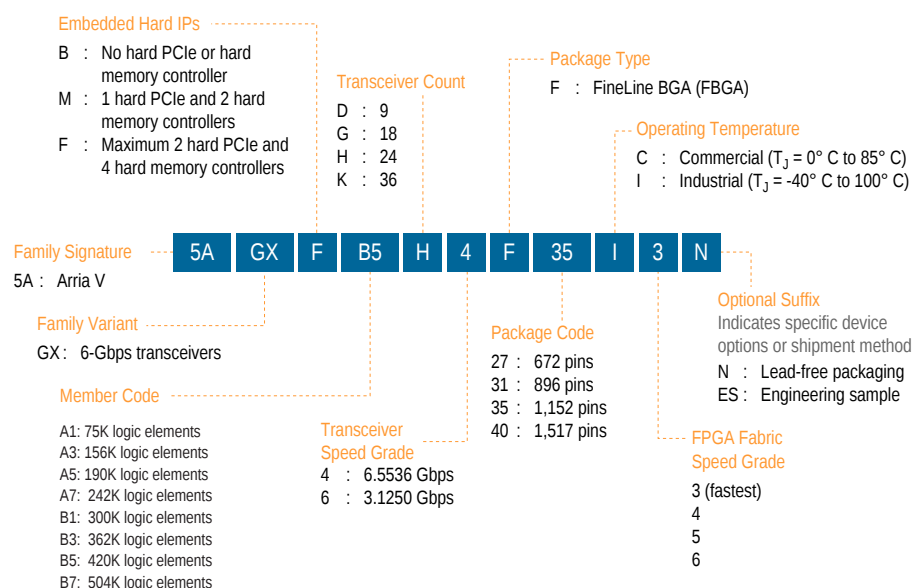 Embedded Hard IPs
B : No hard PCIe or hard
memory controller
M : 1 hard PCIe and 2 hard
memory controllers
F : Maximum 2 hard PCIe and
4 hard memory controllers
Transceiver Count
D : 9
G : 18
H : 24
K : 36
Package Type
F : FineLine BGA (FBGA)
Operating Temperature
C : Commercial (TJ = 0° C to 85° C)
I : Industrial (TJ = -40° C to 100° C)
5A GX F B5 H 4 F 35 I 3 N
Family Signature
5A : Arria V
Family Variant
GX : 6-Gbps transceivers
Member Code
A1: 75K logic elements
A3: 156K logic elements
A5: 190K logic elements
A7: 242K logic elements
B1: 300K logic elements
B3: 362K logic elements
B5: 420K logic elements
B7: 504K logic elements
Transceiver
Speed Grade
4 : 6.5536 Gbps
6 : 3.1250 Gbps
Package Code
27 : 672 pins
31 : 896 pins
35 : 1,152 pins
40 : 1,517 pins
FPGA Fabric
Speed Grade
3 (fastest)
4
5
6
Optional Suffix
Indicates specific device
options or shipment method
N : Lead-free packaging
ES : Engineering sample